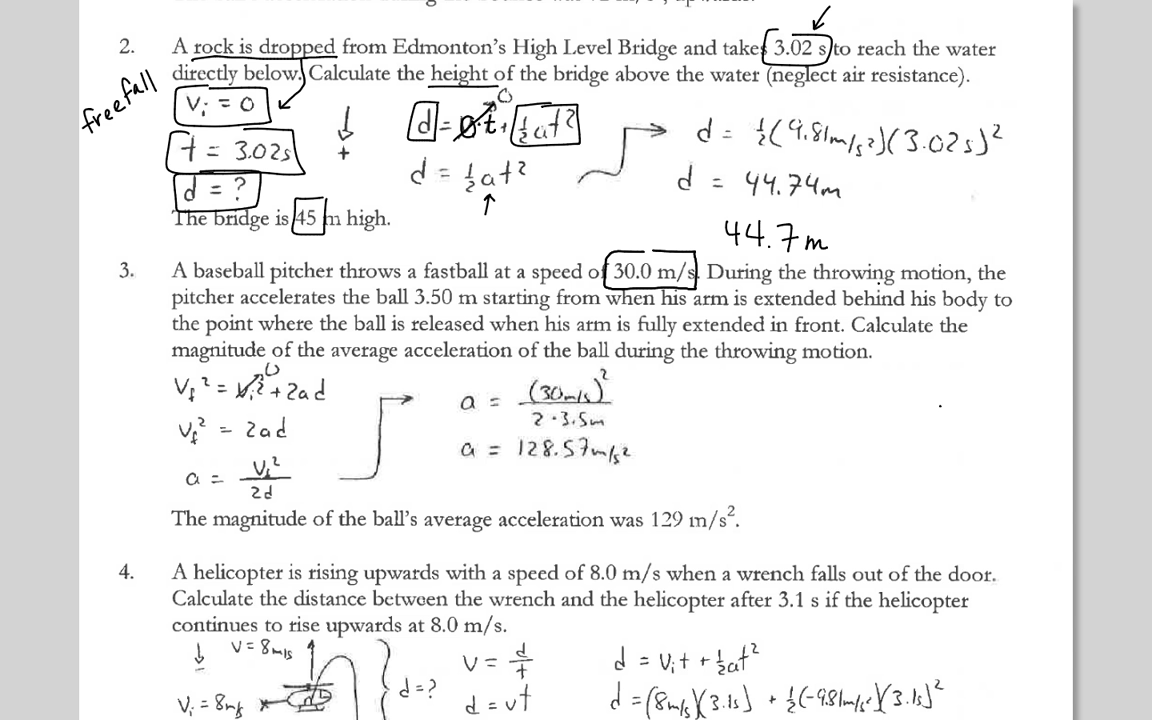 2. A rock is dropped from Edmonton's High Level Bridge and takes 3.02 s to reach the water
directly below. Calculate the height of the bridge above the water (neglect air resistance).
freefall
Vi = 0
t = 3.02s
d = ?
↓
+
d = 0·t + ½at²
0
d = ½at²
d = ½(9.81m/s²)(3.02s)²
d = 44.74m
44.7m
The bridge is 45 m high.
3. A baseball pitcher throws a fastball at a speed of 30.0 m/s. During the throwing motion, the
pitcher accelerates the ball 3.50 m starting from when his arm is extended behind his body to
the point where the ball is released when his arm is fully extended in front. Calculate the
magnitude of the average acceleration of the ball during the throwing motion.
Vf² = Vi² + 2ad
0
Vf² = 2ad
a = Vf²/2d
a = (30m/s)²/2·3.5m
a = 128.57m/s²
The magnitude of the ball's average acceleration was 129 m/s².
4. A helicopter is rising upwards with a speed of 8.0 m/s when a wrench falls out of the door.
Calculate the distance between the wrench and the helicopter after 3.1 s if the helicopter
continues to rise upwards at 8.0 m/s.
V = 8m/s
Vi = 8m/s
d = ?
V = d/t
d = vt
d = Vit + ½at²
d = (8m/s)(3.1s) + ½(-9.81m/s²)(3.1s)²